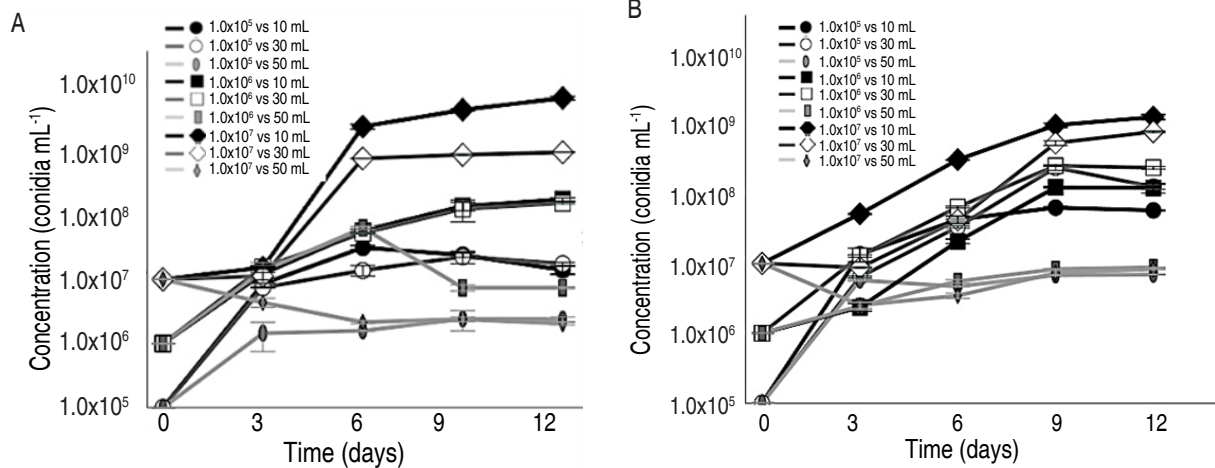 A
1.0x10⁵ vs 10 mL
1.0x10⁵ vs 30 mL
1.0x10⁵ vs 50 mL
1.0x10⁶ vs 10 mL
1.0x10⁶ vs 30 mL
1.0x10⁶ vs 50 mL
1.0x10⁷ vs 10 mL
1.0x10⁷ vs 30 mL
1.0x10⁷ vs 50 mL
Concentration (conidia mL⁻¹)
1.0x10¹⁰
1.0x10⁹
1.0x10⁸
1.0x10⁷
1.0x10⁶
1.0x10⁵
0 3 6 9 12
Time (days)
B
1.0x10⁵ vs 10 mL
1.0x10⁵ vs 30 mL
1.0x10⁵ vs 50 mL
1.0x10⁶ vs 10 mL
1.0x10⁶ vs 30 mL
1.0x10⁶ vs 50 mL
1.0x10⁷ vs 10 mL
1.0x10⁷ vs 30 mL
1.0x10⁷ vs 50 mL
Concentration (conidia mL⁻¹)
1.0x10¹⁰
1.0x10⁹
1.0x10⁸
1.0x10⁷
1.0x10⁶
1.0x10⁵
0 3 6 9 12
Time (days)